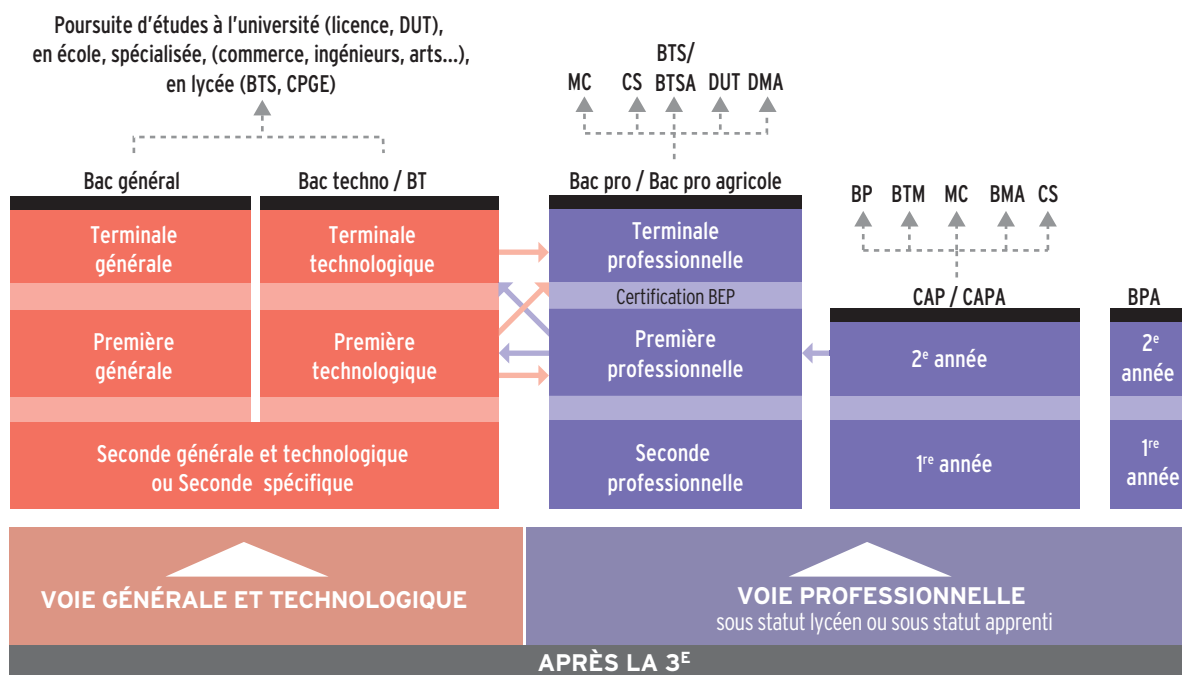 Poursuite d'études à l'université (licence, DUT),
en école, spécialisée, (commerce, ingénieurs, arts...),
en lycée (BTS, CPGE)
Bac général
Bac techno / BT
Terminale
générale
Terminale
technologique
Première
générale
Première
technologique
Seconde générale et technologique
ou Seconde spécifique
MC
CS
BTS/
BTSA
DUT
DMA
Bac pro / Bac pro agricole
Terminale
professionnelle
Certification BEP
Première
professionnelle
Seconde
professionnelle
BP
BTM
MC
BMA
CS
CAP / CAPA
2e année
1re année
BPA
2e
année
1re
année
VOIE GÉNÉRALE ET TECHNOLOGIQUE
VOIE PROFESSIONNELLE
sous statut lycéen ou sous statut apprenti
APRÈS LA 3E